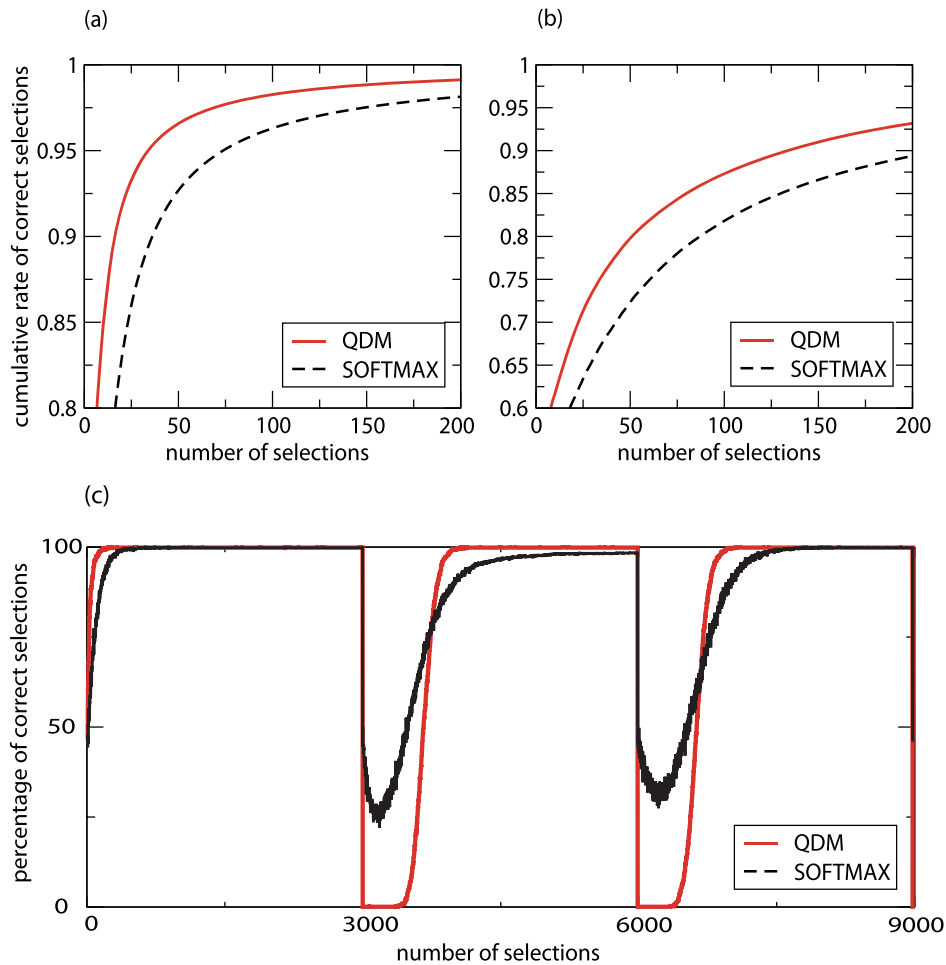 (a)
(b)
cumulative rate of correct selections
1
0.95
0.9
0.85
0.8
0
50
100
150
200
number of selections
QDM
SOFTMAX
1
0.95
0.9
0.85
0.8
0.75
0.7
0.65
0.6
0
50
100
150
200
number of selections
QDM
SOFTMAX
(c)
percentage of correct selections
100
50
0
0
3000
6000
9000
number of selections
QDM
SOFTMAX